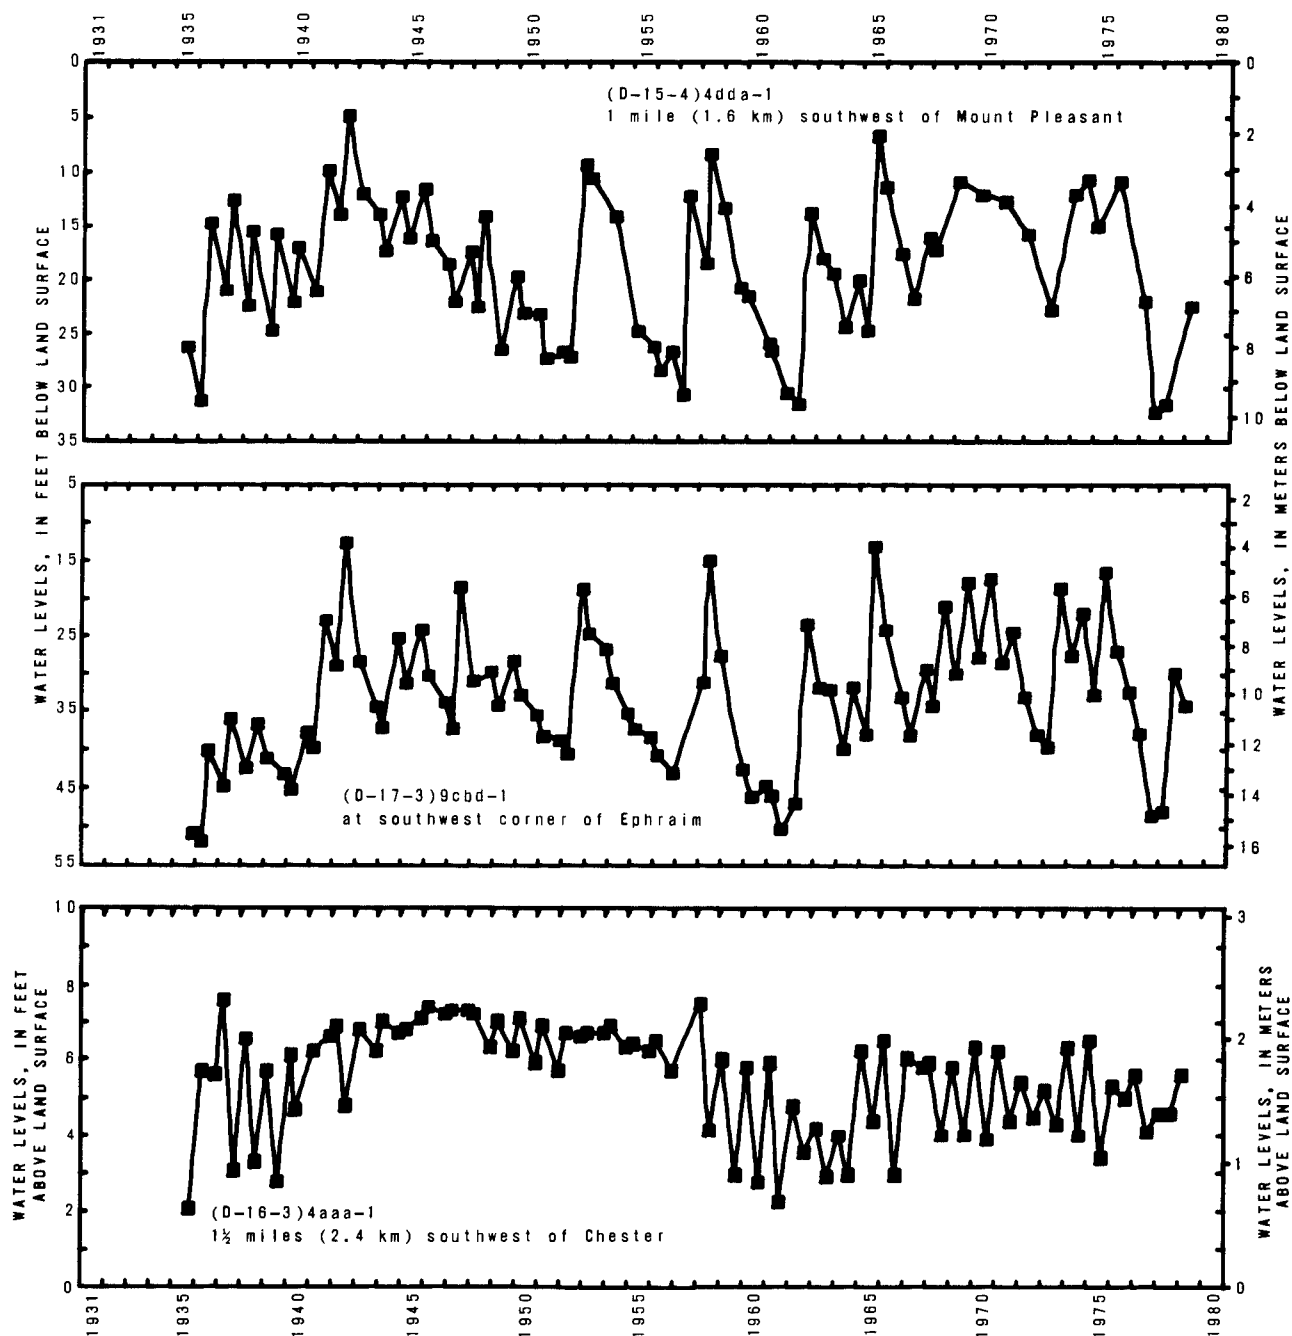 1931 1935 1940 1945 1950 1955 1960 1965 1970 1975 1980
WATER LEVELS, IN FEET BELOW LAND SURFACE
0
5
10
15
20
25
30
35
(D-15-4)4dda-1
1 mile (1.6 km) southwest of Mount Pleasant
0
2
4
6
8
10
WATER LEVELS, IN METERS BELOW LAND SURFACE
5
15
25
35
45
55
(D-17-3)9cbd-1
at southwest corner of Ephraim
2
4
6
8
10
12
14
16
WATER LEVELS, IN FEET
ABOVE LAND SURFACE
10
8
6
4
2
0
(D-16-3)4aaa-1
1½ miles (2.4 km) southwest of Chester
3
2
1
0
WATER LEVELS, IN METERS
ABOVE LAND SURFACE
1931 1935 1940 1945 1950 1955 1960 1965 1970 1975 1980